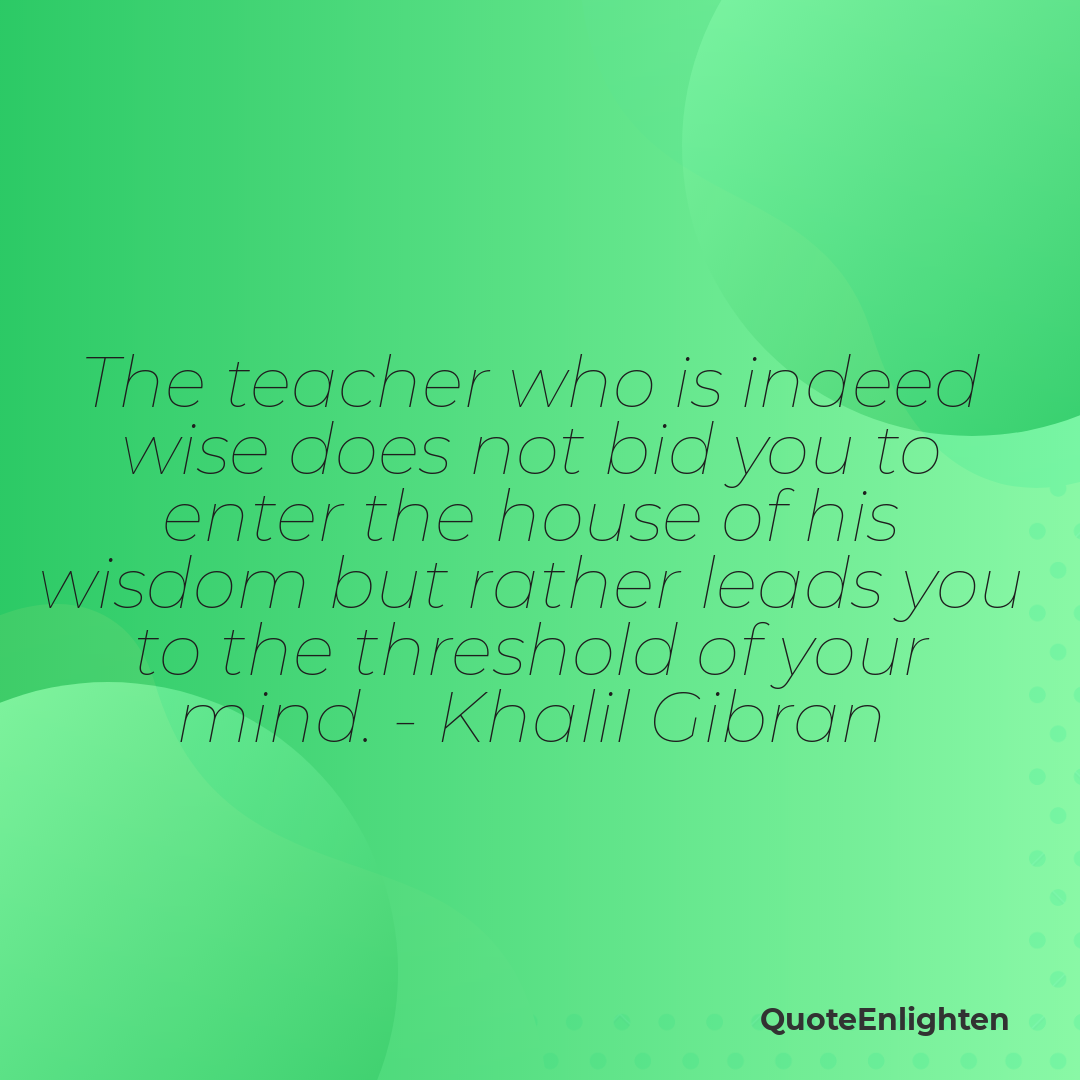 The teacher who is indeed
wise does not bid you to
enter the house of his
wisdom but rather leads you
to the threshold of your
mind. - Khalil Gibran
QuoteEnlighten